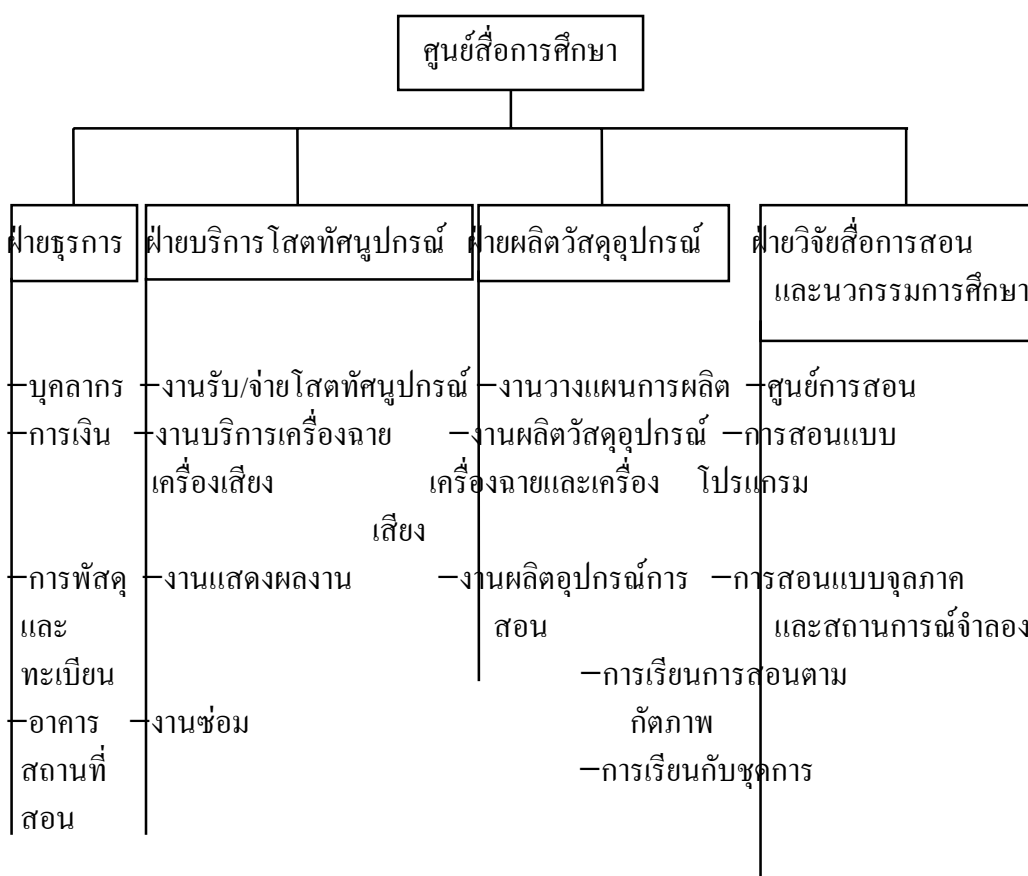 ศูนย์สื่อการศึกษา
ฝ่ายธุรการ ฝ่ายบริการโสตทัศนูปกรณ์ ฝ่ายผลิตวัสดุอุปกรณ์ ฝ่ายวิจัยสื่อการสอน
และนวกรรมการศึกษา
–บุคลากร –งานรับ/จ่ายโสตทัศนูปกรณ์ –งานวางแผนการผลิต –ศูนย์การสอน
–การเงิน –งานบริการเครื่องฉาย –งานผลิตวัสดุอุปกรณ์ –การสอนแบบ
เครื่องเสียง เครื่องฉายและเครื่อง โปรแกรม
เสียง
–การพัสดุ –งานแสดงผลงาน –งานผลิตอุปกรณ์การ –การสอนแบบจุลภาค
และ สอน และสถานการณ์จำลอง
ทะเบียน –การเรียนการสอนตาม
–อาคาร –งานซ่อม กัตภาพ
สถานที่ –การเรียนกับชุดการ
สอน